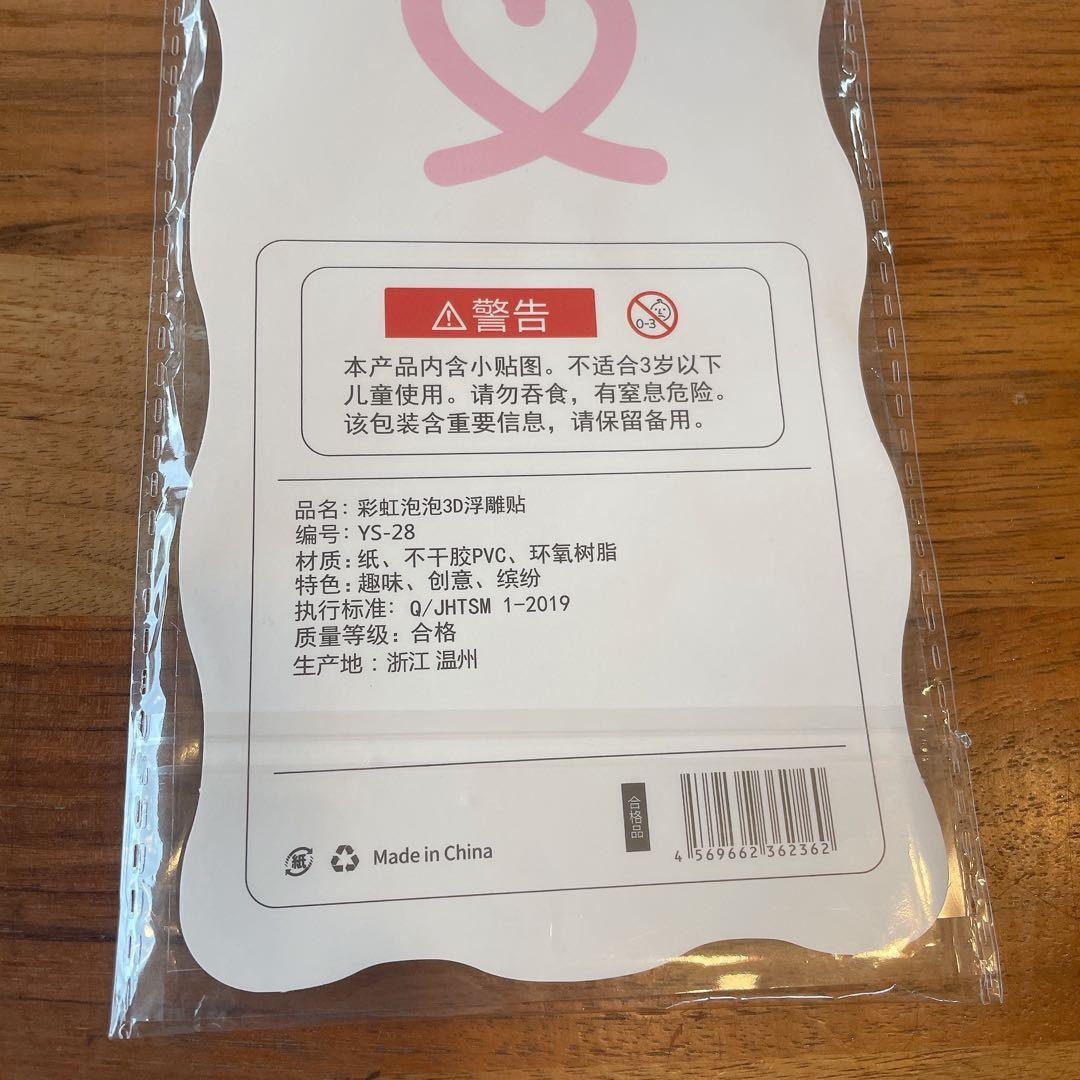 警告
0-3
本产品内含小贴图。不适合3岁以下
儿童使用。请勿吞食，有窒息危险。
该包装含重要信息，请保留备用。
品名：彩虹泡泡3D浮雕贴
编号：YS-28
材质：纸、不干胶PVC、环氧树脂
特色：趣味、创意、缤纷
执行标准：Q/JHTSM 1-2019
质量等级：合格
生产地：浙江 温州
紙
Made in China
合格品
4 569662 362362